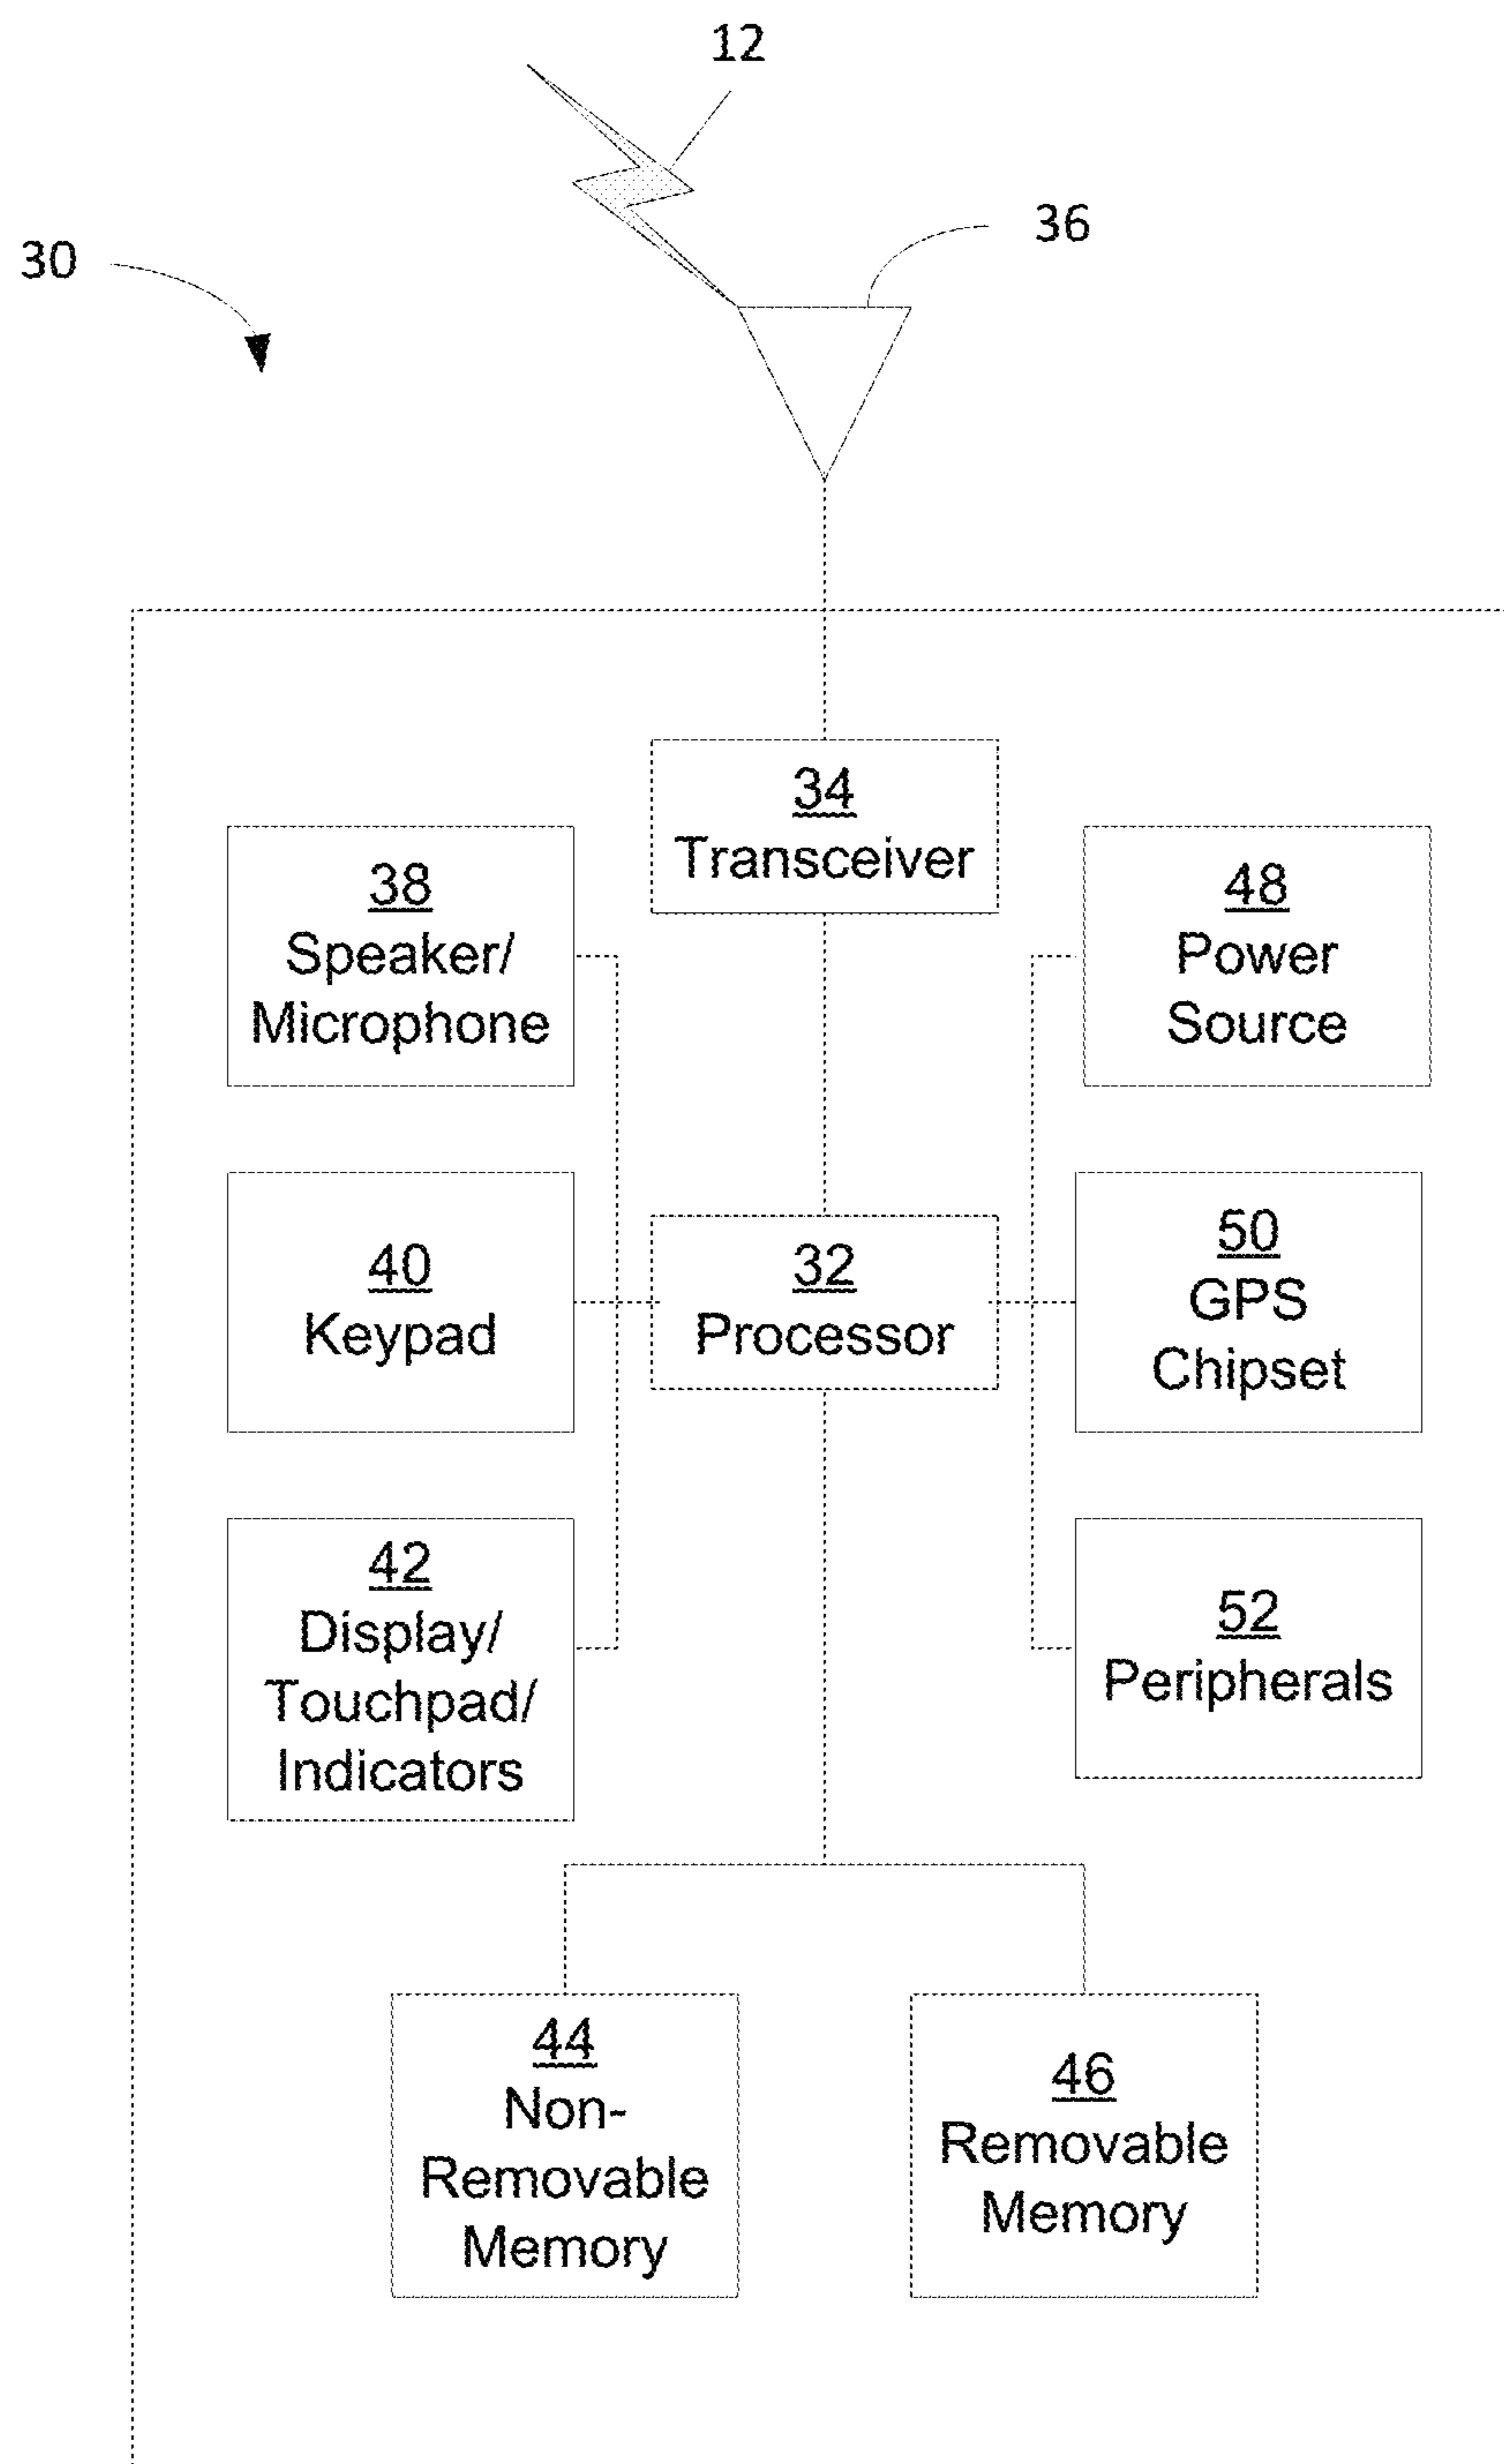 12
36
30
34
Transceiver
38
Speaker/
Microphone
48
Power
Source
40
Keypad
32
Processor
50
GPS
Chipset
42
Display/
Touchpad/
Indicators
52
Peripherals
44
Non-
Removable
Memory
46
Removable
Memory